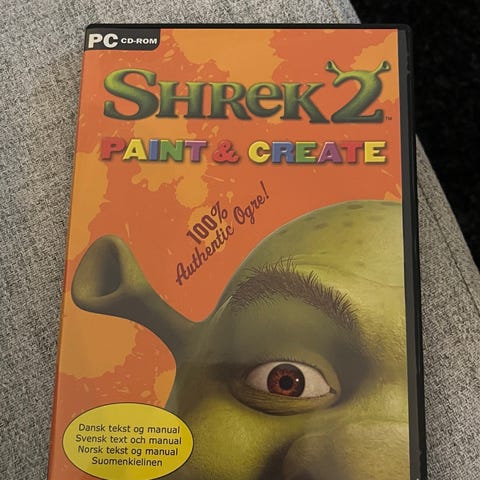 PC CD-ROM
SHREK 2™
PAINT & CREATE
100%
Authentic Ogre!
Dansk tekst og manual
Svensk text och manual
Norsk tekst og manual
Suomenkielinen